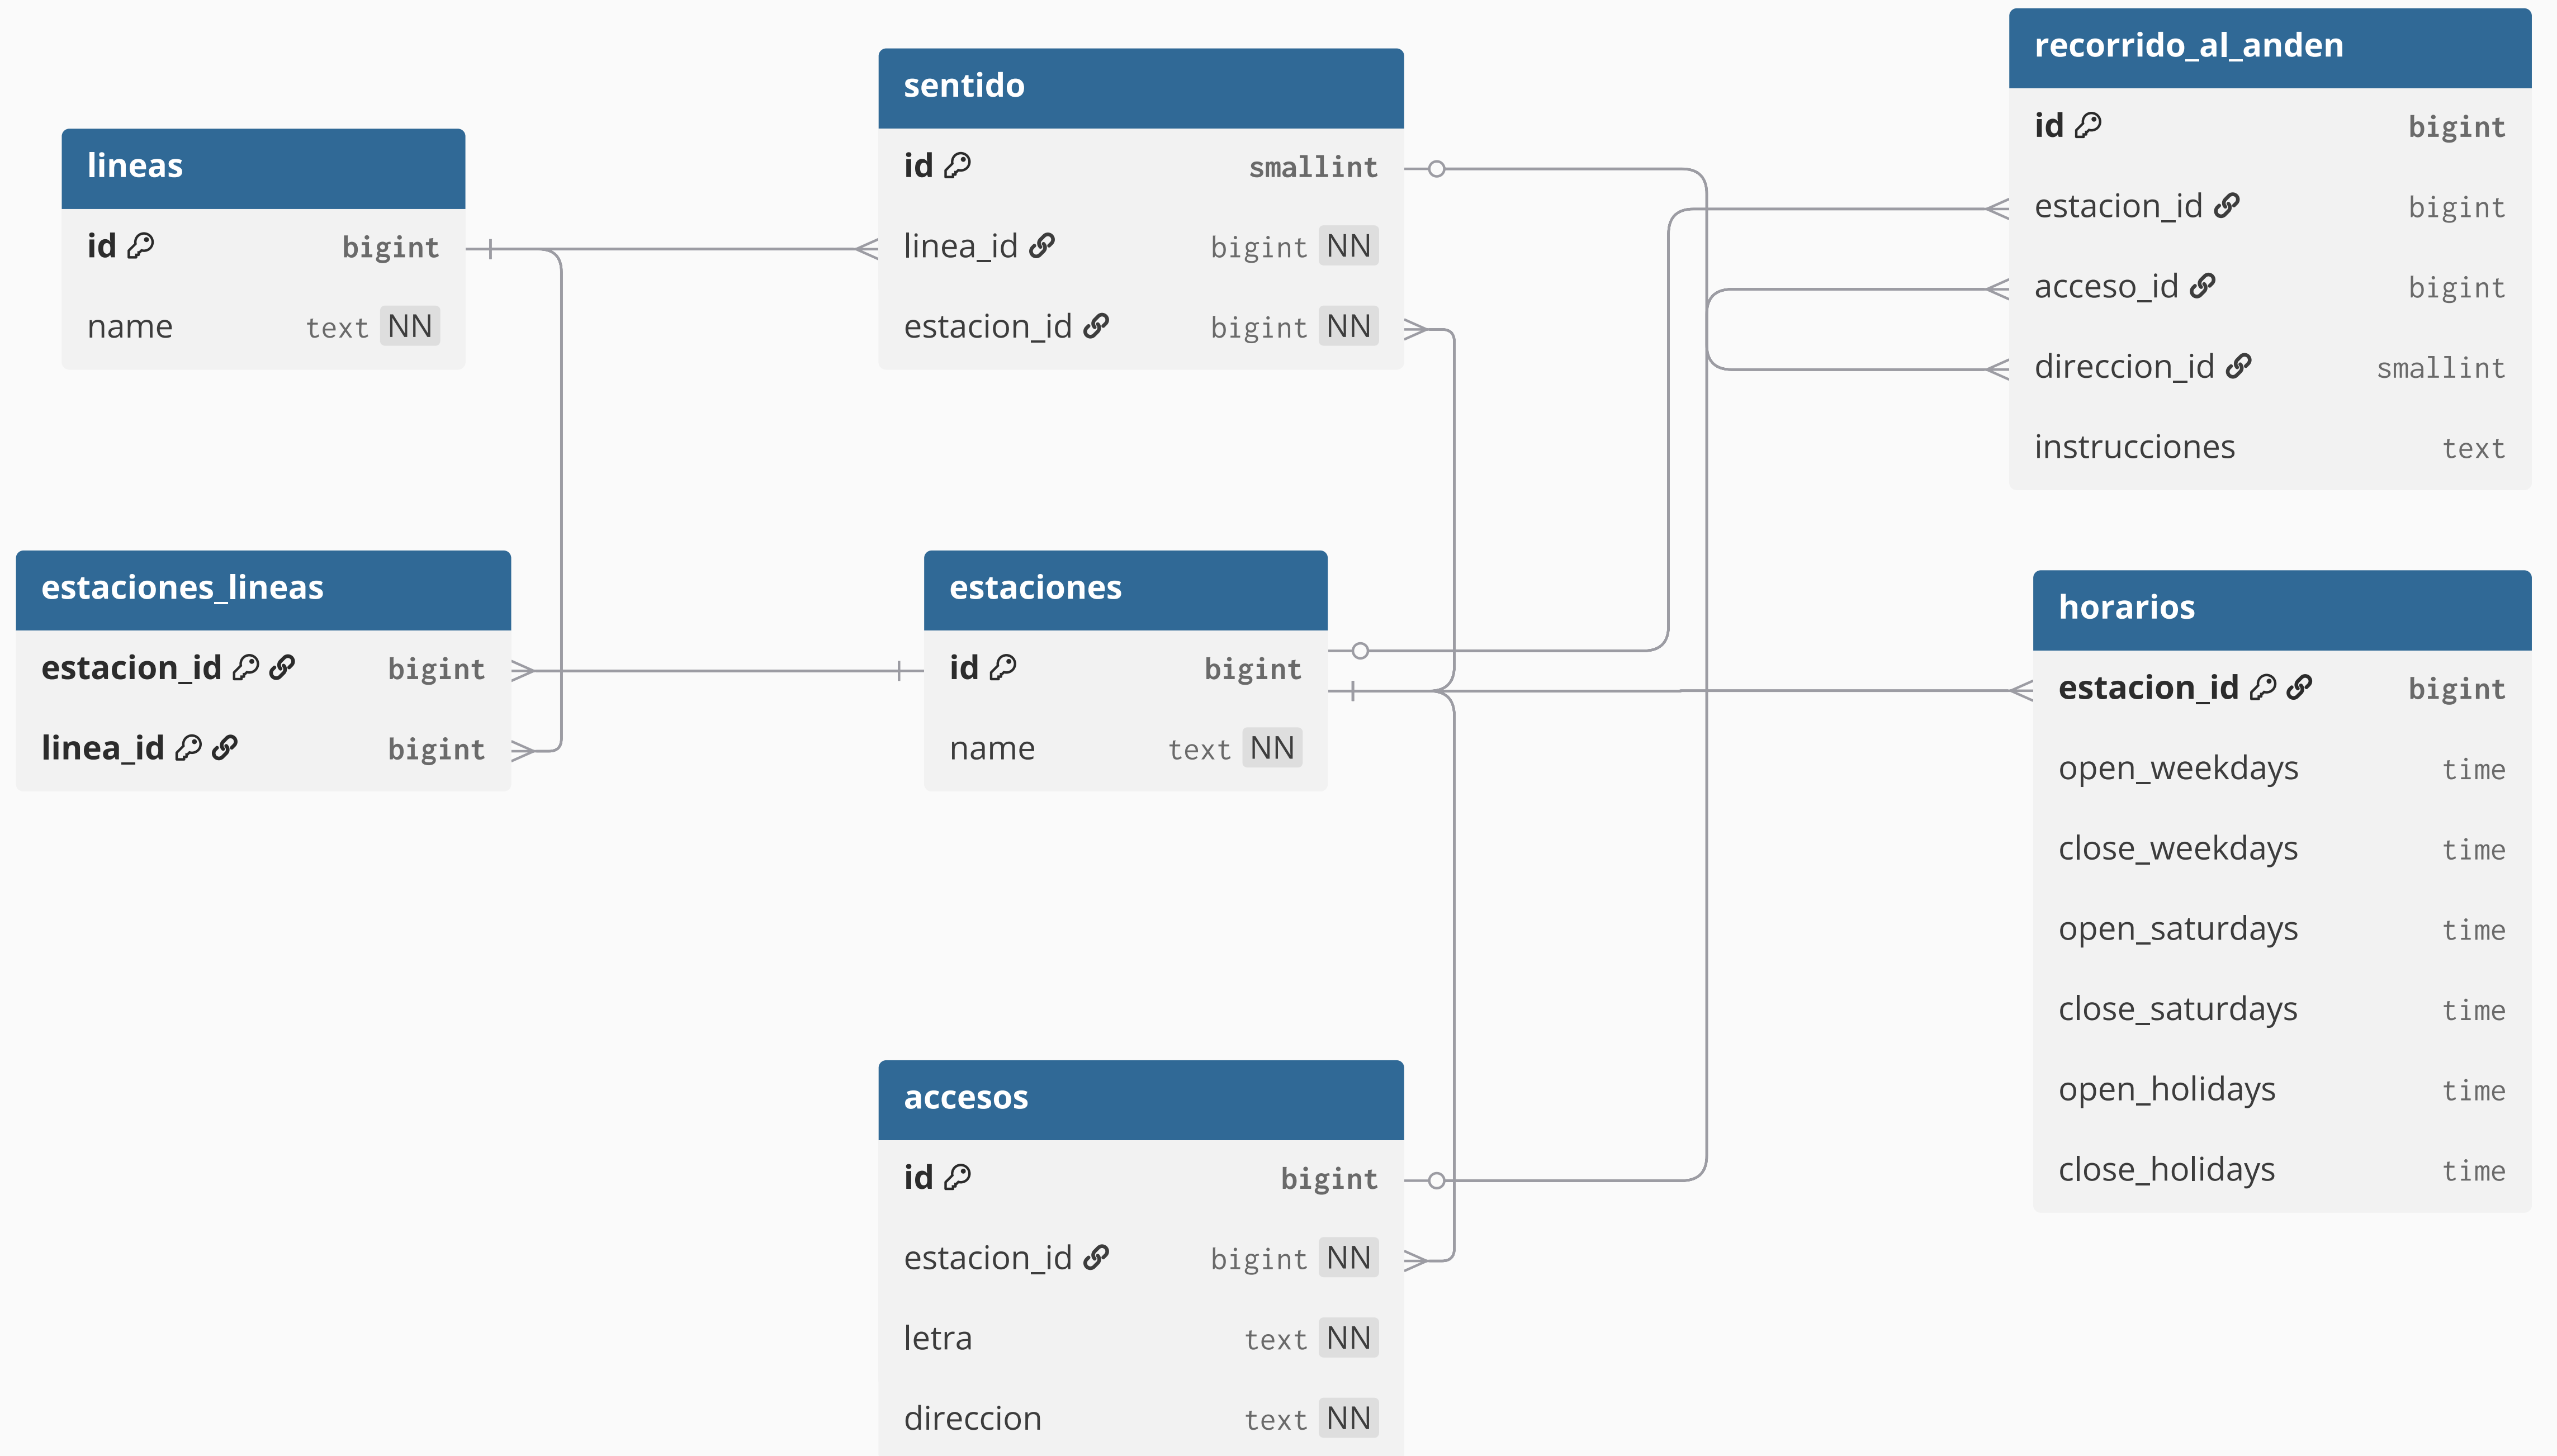 lineas
id bigint
name text NN
estaciones_lineas
estacion_id bigint
linea_id bigint
sentido
id smallint
linea_id bigint NN
estacion_id bigint NN
estaciones
id bigint
name text NN
accesos
id bigint
estacion_id bigint NN
letra text NN
direccion text NN
recorrido_al_anden
id bigint
estacion_id bigint
acceso_id bigint
direccion_id smallint
instrucciones text
horarios
estacion_id bigint
open_weekdays time
close_weekdays time
open_saturdays time
close_saturdays time
open_holidays time
close_holidays time